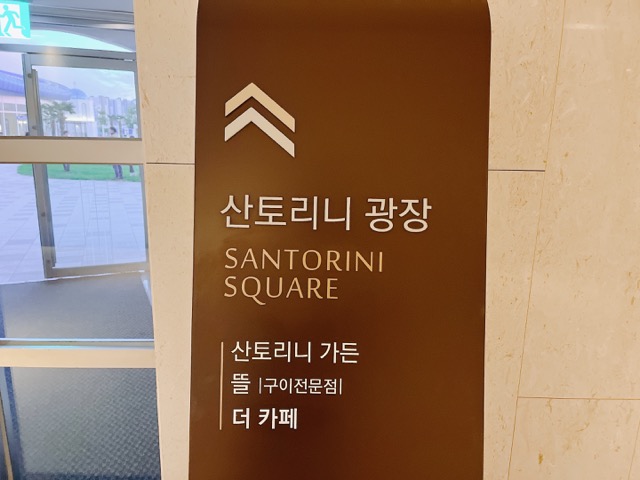 산토리니 광장
SANTORINI
SQUARE
산토리니 가든
뜰 |구이전문점|
더 카페